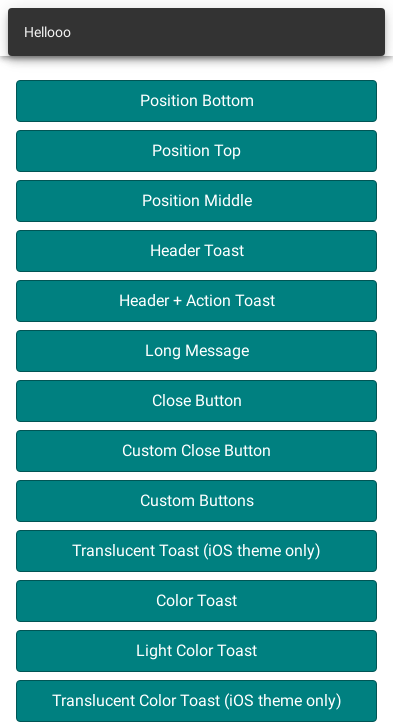 Hellooo
Position Bottom
Position Top
Position Middle
Header Toast
Header + Action Toast
Long Message
Close Button
Custom Close Button
Custom Buttons
Translucent Toast (iOS theme only)
Color Toast
Light Color Toast
Translucent Color Toast (iOS theme only)